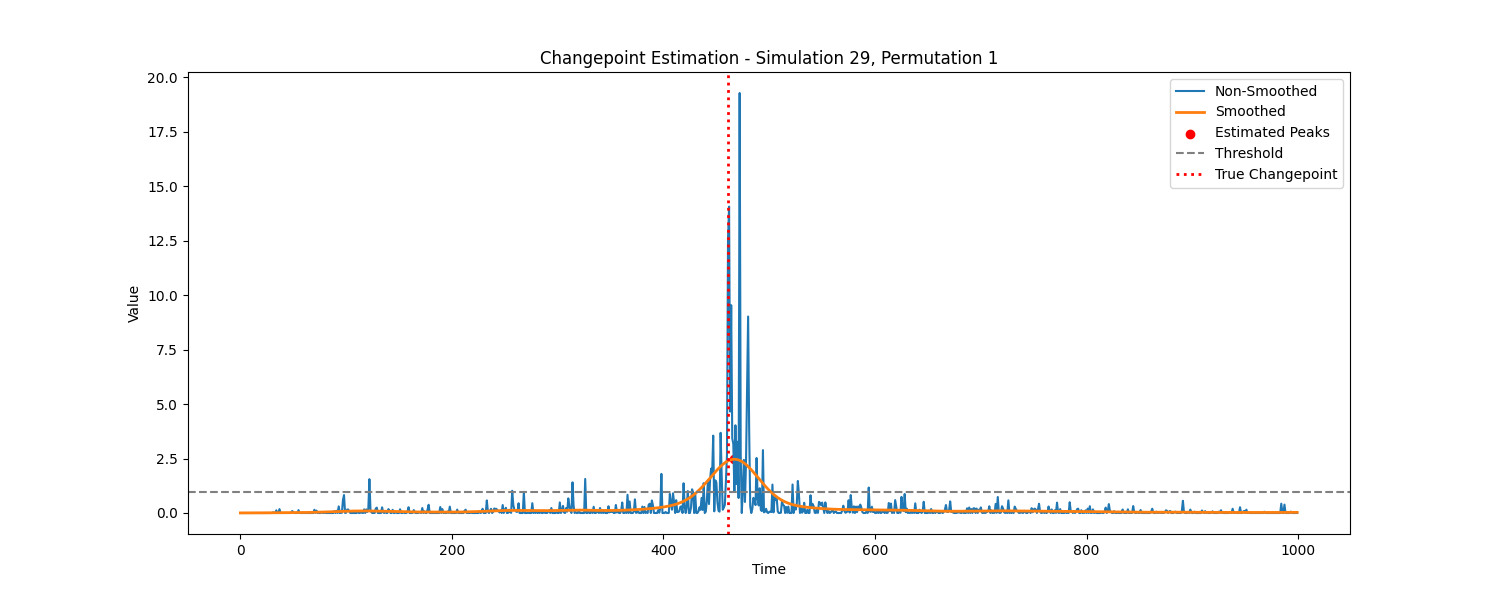 Changepoint Estimation - Simulation 29, Permutation 1
Non-Smoothed
Smoothed
Estimated Peaks
Threshold
True Changepoint
Value
20.0
17.5
15.0
12.5
10.0
7.5
5.0
2.5
0.0
0 200 400 600 800 1000
Time